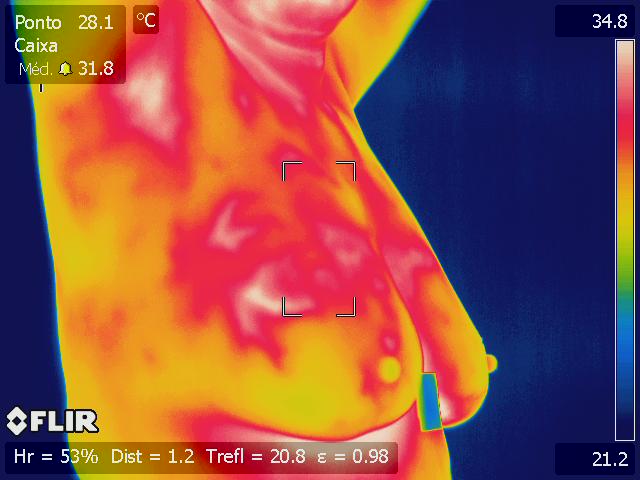 Ponto 28.1 °C
Caixa
Méd. 31.8
34.8
FLIR
Hr = 53% Dist = 1.2 Trefl = 20.8 ε = 0.98
21.2